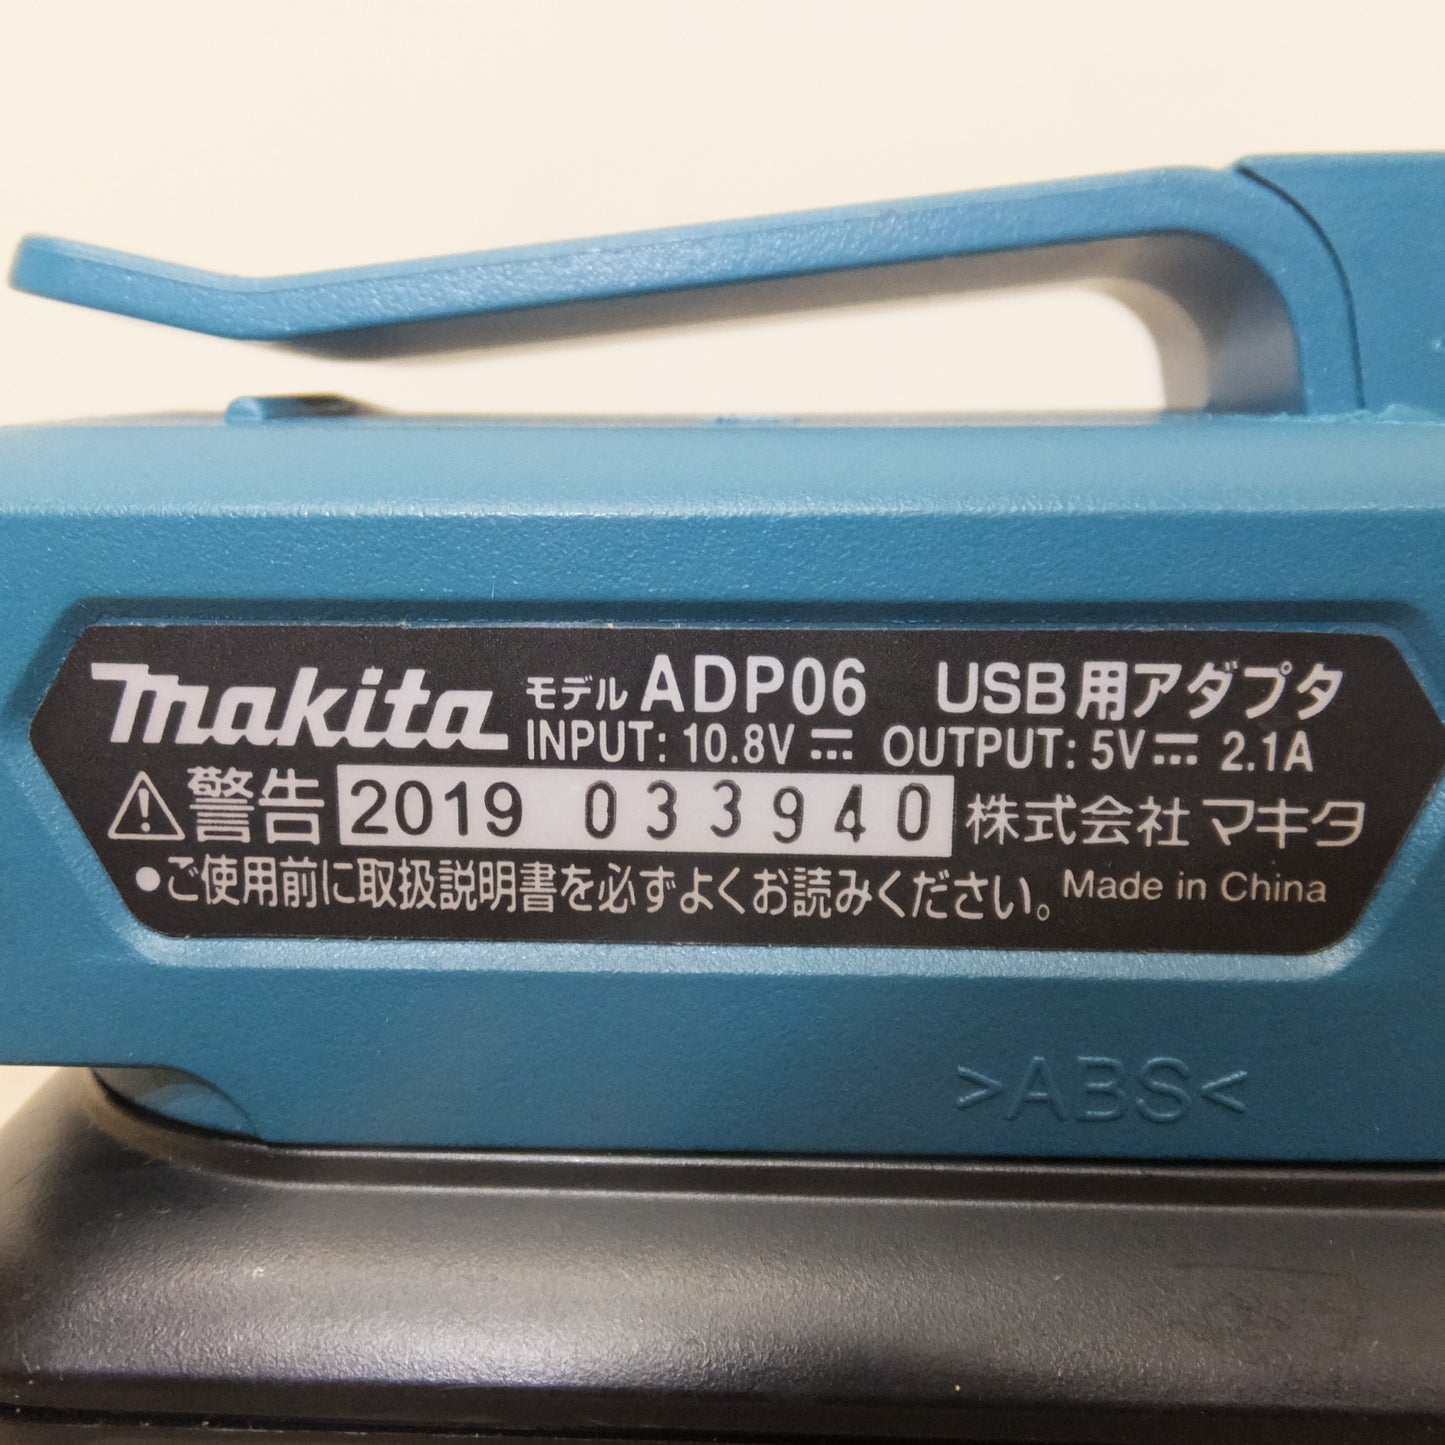 makita モデル ADP06 USB用アダプタ
INPUT: 10.8V ⎓ OUTPUT: 5V ⎓ 2.1A
⚠警告 2019 033940 株式会社 マキタ
●ご使用前に取扱説明書を必ずよくお読みください。 Made in China
>ABS<